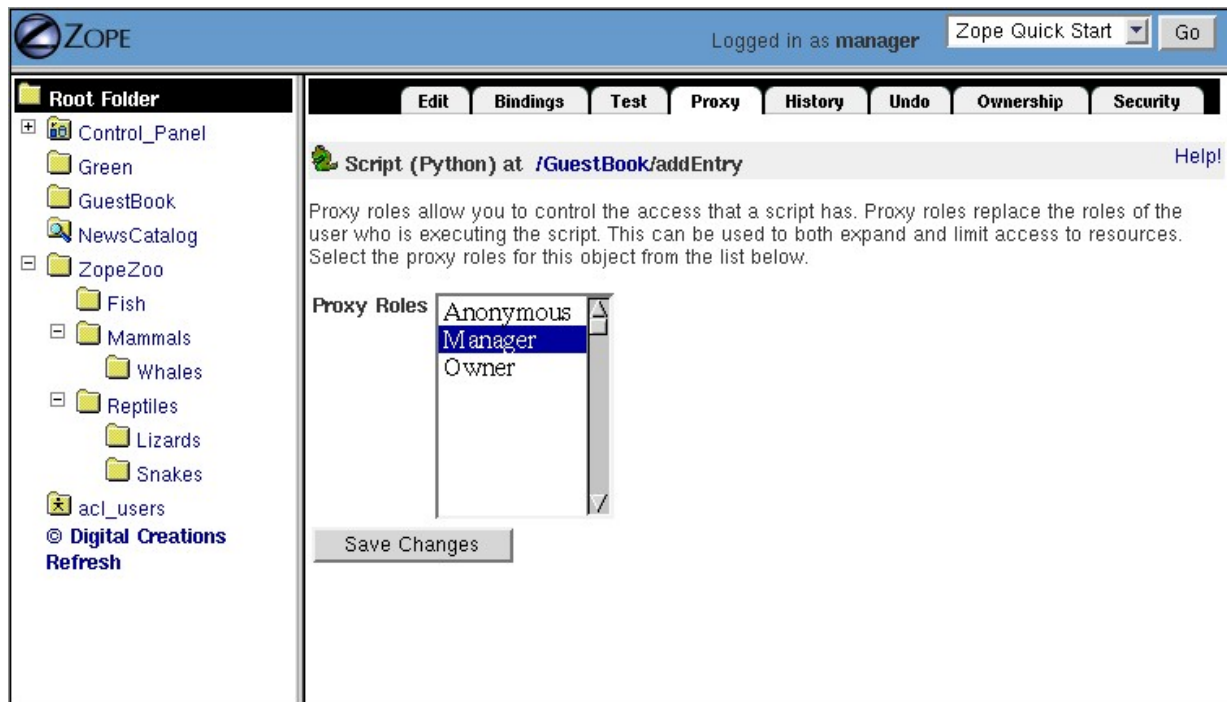 ZOPE
Logged in as manager
Zope Quick Start
Go
Root Folder
Control_Panel
Green
GuestBook
NewsCatalog
ZopeZoo
Fish
Mammals
Whales
Reptiles
Lizards
Snakes
acl_users
© Digital Creations
Refresh
Edit Bindings Test Proxy History Undo Ownership Security
Script (Python) at /GuestBook/addEntry
Help!
Proxy roles allow you to control the access that a script has. Proxy roles replace the roles of the
user who is executing the script. This can be used to both expand and limit access to resources.
Select the proxy roles for this object from the list below.
Proxy Roles
Anonymous
Manager
Owner
Save Changes